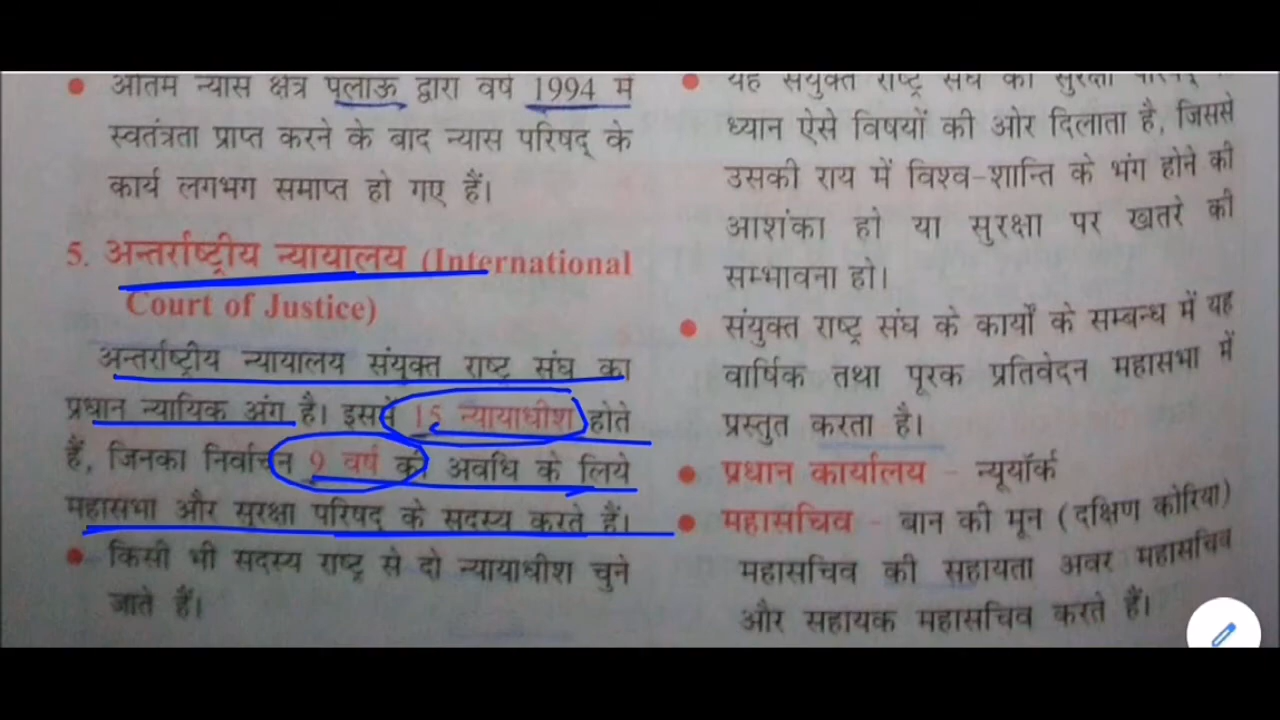 अंतिम न्यास क्षेत्र पलाऊ द्वारा वर्ष 1994 में
स्वतंत्रता प्राप्त करने के बाद न्यास परिषद् के
कार्य लगभग समाप्त हो गए हैं।
5. अन्तर्राष्ट्रीय न्यायालय (International
Court of Justice)
अन्तर्राष्ट्रीय न्यायालय संयुक्त राष्ट्र संघ का
प्रधान न्यायिक अंग है। इसमें 15 न्यायाधीश होते
हैं, जिनका निर्वाचन 9 वर्ष की अवधि के लिये
महासभा और सुरक्षा परिषद् के सदस्य करते हैं।
• किसी भी सदस्य राष्ट्र से दो न्यायाधीश चुने
जाते हैं।
• यह संयुक्त राष्ट्र संघ की सुरक्षा परिषद्
ध्यान ऐसे विषयों की ओर दिलाता है, जिससे
उसकी राय में विश्व-शान्ति के भंग होने की
आशंका हो या सुरक्षा पर खतरे की
सम्भावना हो।
• संयुक्त राष्ट्र संघ के कार्यों के सम्बन्ध में यह
वार्षिक तथा पूरक प्रतिवेदन महासभा में
प्रस्तुत करता है।
• प्रधान कार्यालय - न्यूयॉर्क
• महासचिव - बान की मून (दक्षिण कोरिया)
महासचिव की सहायता अवर महासचिव
और सहायक महासचिव करते हैं।